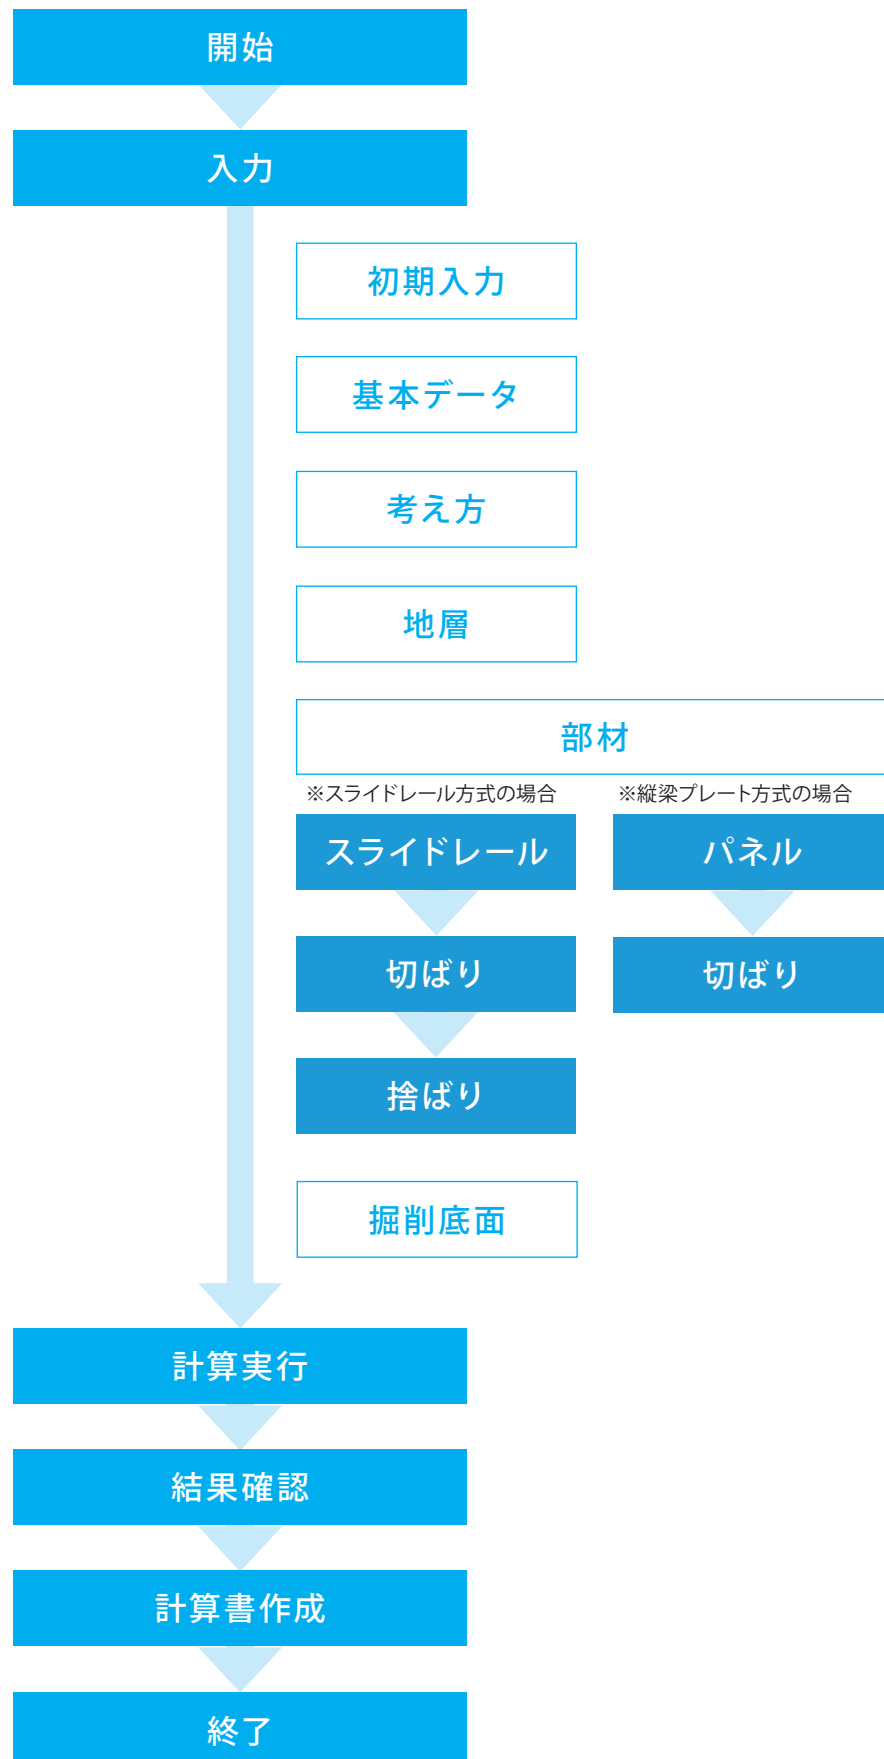 開始
入力
初期入力
基本データ
考え方
地層
部材
※スライドレール方式の場合
※縦梁プレート方式の場合
スライドレール
パネル
切ばり
切ばり
捨ばり
掘削底面
計算実行
結果確認
計算書作成
終了